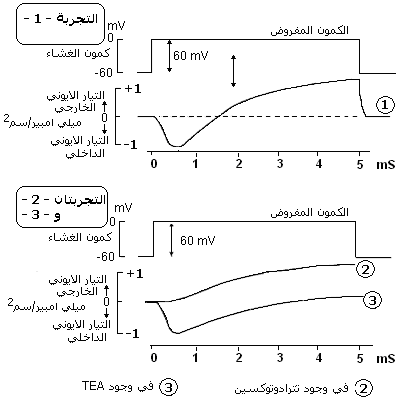 التجربة - 1 -
mV
الكمون المفروض
0
كمون الغشاء
60 mV
-60
التيار الايوني
الخارجي
+1
ميلي امبير/سم2
0
التيار الايوني
الداخلي
-1
1
0 1 2 3 4 5 mS
التجربتان - 2 -
و - 3 -
mV
الكمون المفروض
0
كمون الغشاء
60 mV
-60
التيار الايوني
الخارجي
+1
2
ميلي امبير/سم2
0
3
التيار الايوني
الداخلي
-1
0 1 2 3 4 5 mS
2 في وجود تترادوتوكسين
3 في وجود TEA